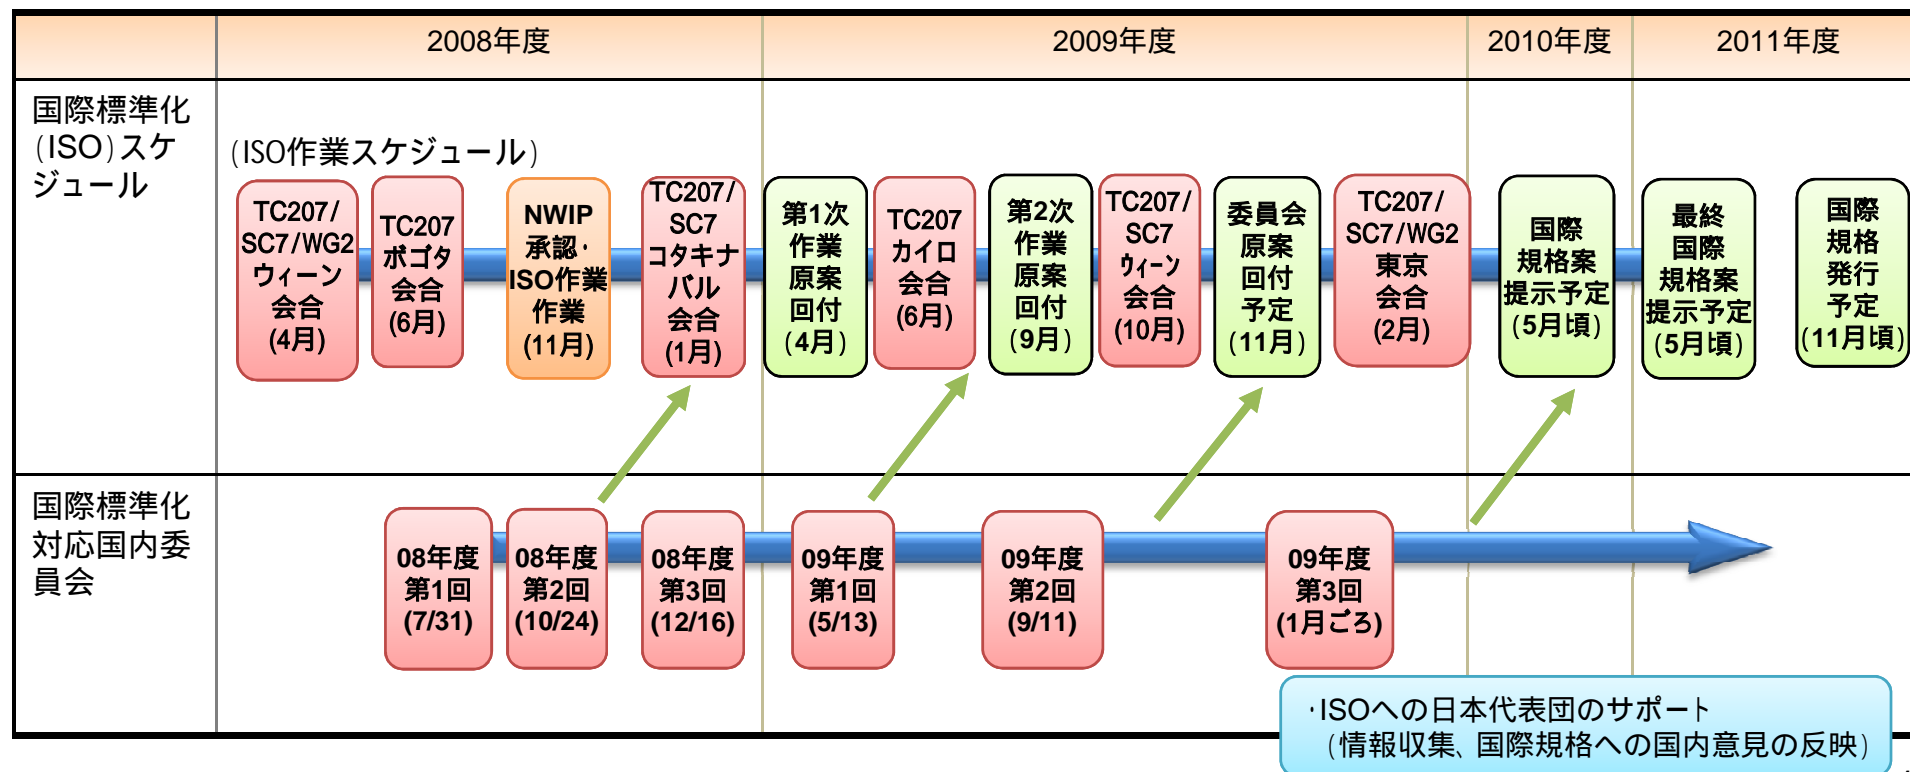 2008年度
2009年度
2010年度
2011年度
国際標準化
(ISO)スケ
ジュール
(ISO作業スケジュール)
TC207/
SC7/WG2
ウィーン
会合
(4月)
TC207
ボゴタ
会合
(6月)
NWIP
承認・
ISO作業
作業
(11月)
TC207/
SC7
コタキナ
バル
会合
(1月)
第1次
作業
原案
回付
(4月)
TC207
カイロ
会合
(6月)
第2次
作業
原案
回付
(9月)
TC207/
SC7
ウィーン
会合
(10月)
委員会
原案
回付
予定
(11月)
TC207/
SC7/WG2
東京
会合
(2月)
国際
規格案
提示予定
(5月頃)
最終
国際
規格案
提示予定
(5月頃)
国際
規格
発行
予定
(11月頃)
国際標準化
対応国内委
員会
08年度
第1回
(7/31)
08年度
第2回
(10/24)
08年度
第3回
(12/16)
09年度
第1回
(5/13)
09年度
第2回
(9/11)
09年度
第3回
(1月ごろ)
・ISOへの日本代表団のサポート
(情報収集、国際規格への国内意見の反映)